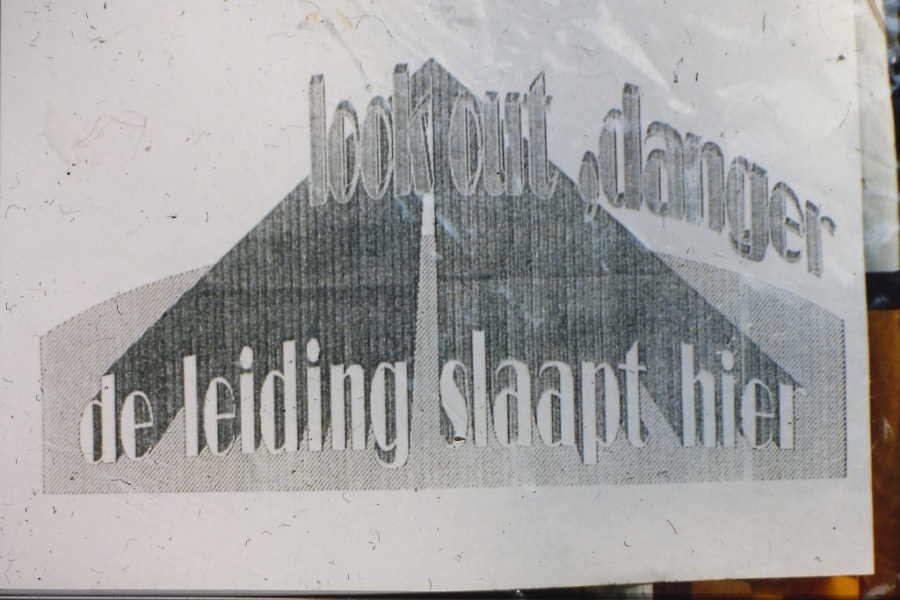 look out ,danger
de leiding slaapt hier